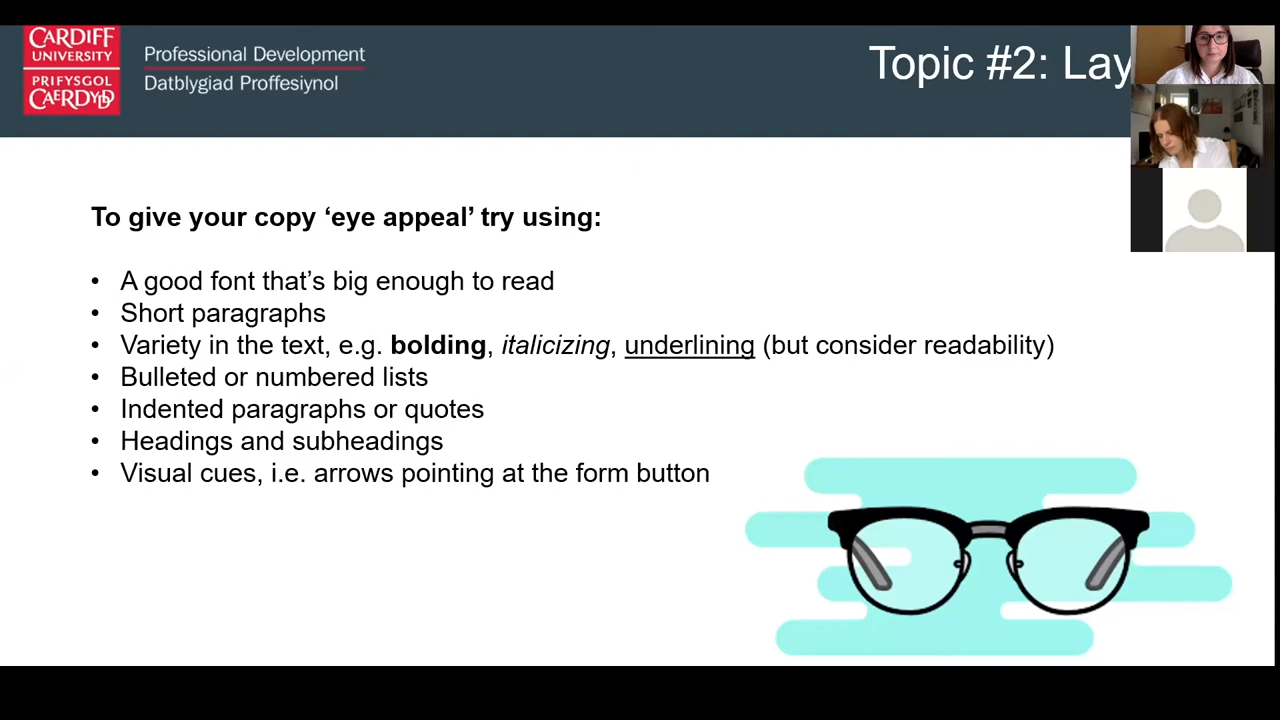 CARDIFF
UNIVERSITY
PRIFYSGOL
CAERDYDD
Professional Development
Datblygiad Proffesiynol
Topic #2: Lay
To give your copy ‘eye appeal’ try using:
• A good font that’s big enough to read
• Short paragraphs
• Variety in the text, e.g. bolding, italicizing, underlining (but consider readability)
• Bulleted or numbered lists
• Indented paragraphs or quotes
• Headings and subheadings
• Visual cues, i.e. arrows pointing at the form button